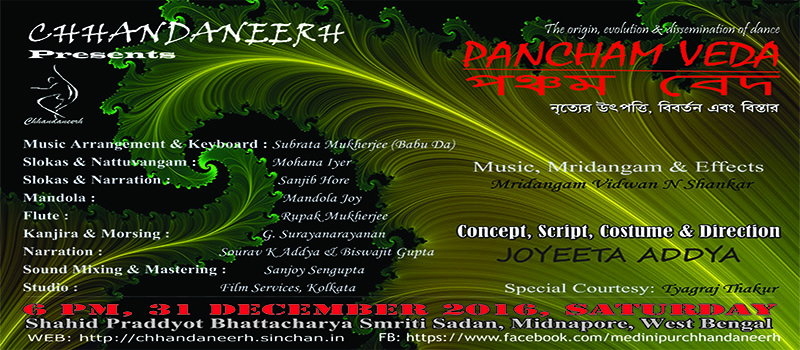 CHHANDANEERH
Presents
Chhandaneerh
The origin, evolution & dissemination of dance
PANCHAM VEDA
পঞ্চম বেদ
নৃত্যের উৎপত্তি, বিবর্তন এবং বিস্তার
Music Arrangement & Keyboard : Subrata Mukherjee (Babu Da)
Slokas & Nattuvangam : Mohana Iyer
Slokas & Narration : Sanjib Hore
Mandola : Mandola Joy
Flute : Rupak Mukherjee
Kanjira & Morsing : G. Surayanarayanan
Narration : Sourav K Addya & Biswajit Gupta
Sound Mixing & Mastering : Sanjoy Sengupta
Studio : Film Services, Kolkata
Music, Mridangam & Effects
Mridangam Vidwan N Shankar
Concept, Script, Costume & Direction
JOYEETA ADDYA
Special Courtesy: Tyagraj Thakur
6 PM, 31 DECEMBER 2016, SATURDAY
Shahid Praddyot Bhattacharya Smriti Sadan, Midnapore, West Bengal
WEB: http://chhandaneerh.sinchan.in FB: https://www.facebook.com/medinipurchhandaneerh